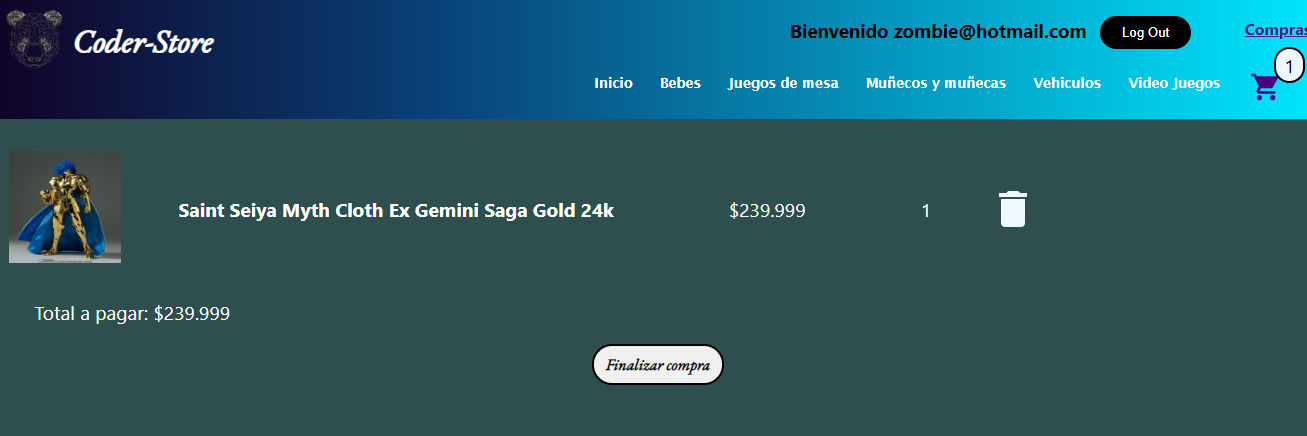 Coder-Store
Bienvenido zombie@hotmail.com
Log Out
Compras
Inicio
Bebes
Juegos de mesa
Muñecos y muñecas
Vehiculos
Video Juegos
1
Saint Seiya Myth Cloth Ex Gemini Saga Gold 24k
$239.999
1
Total a pagar: $239.999
Finalizar compra